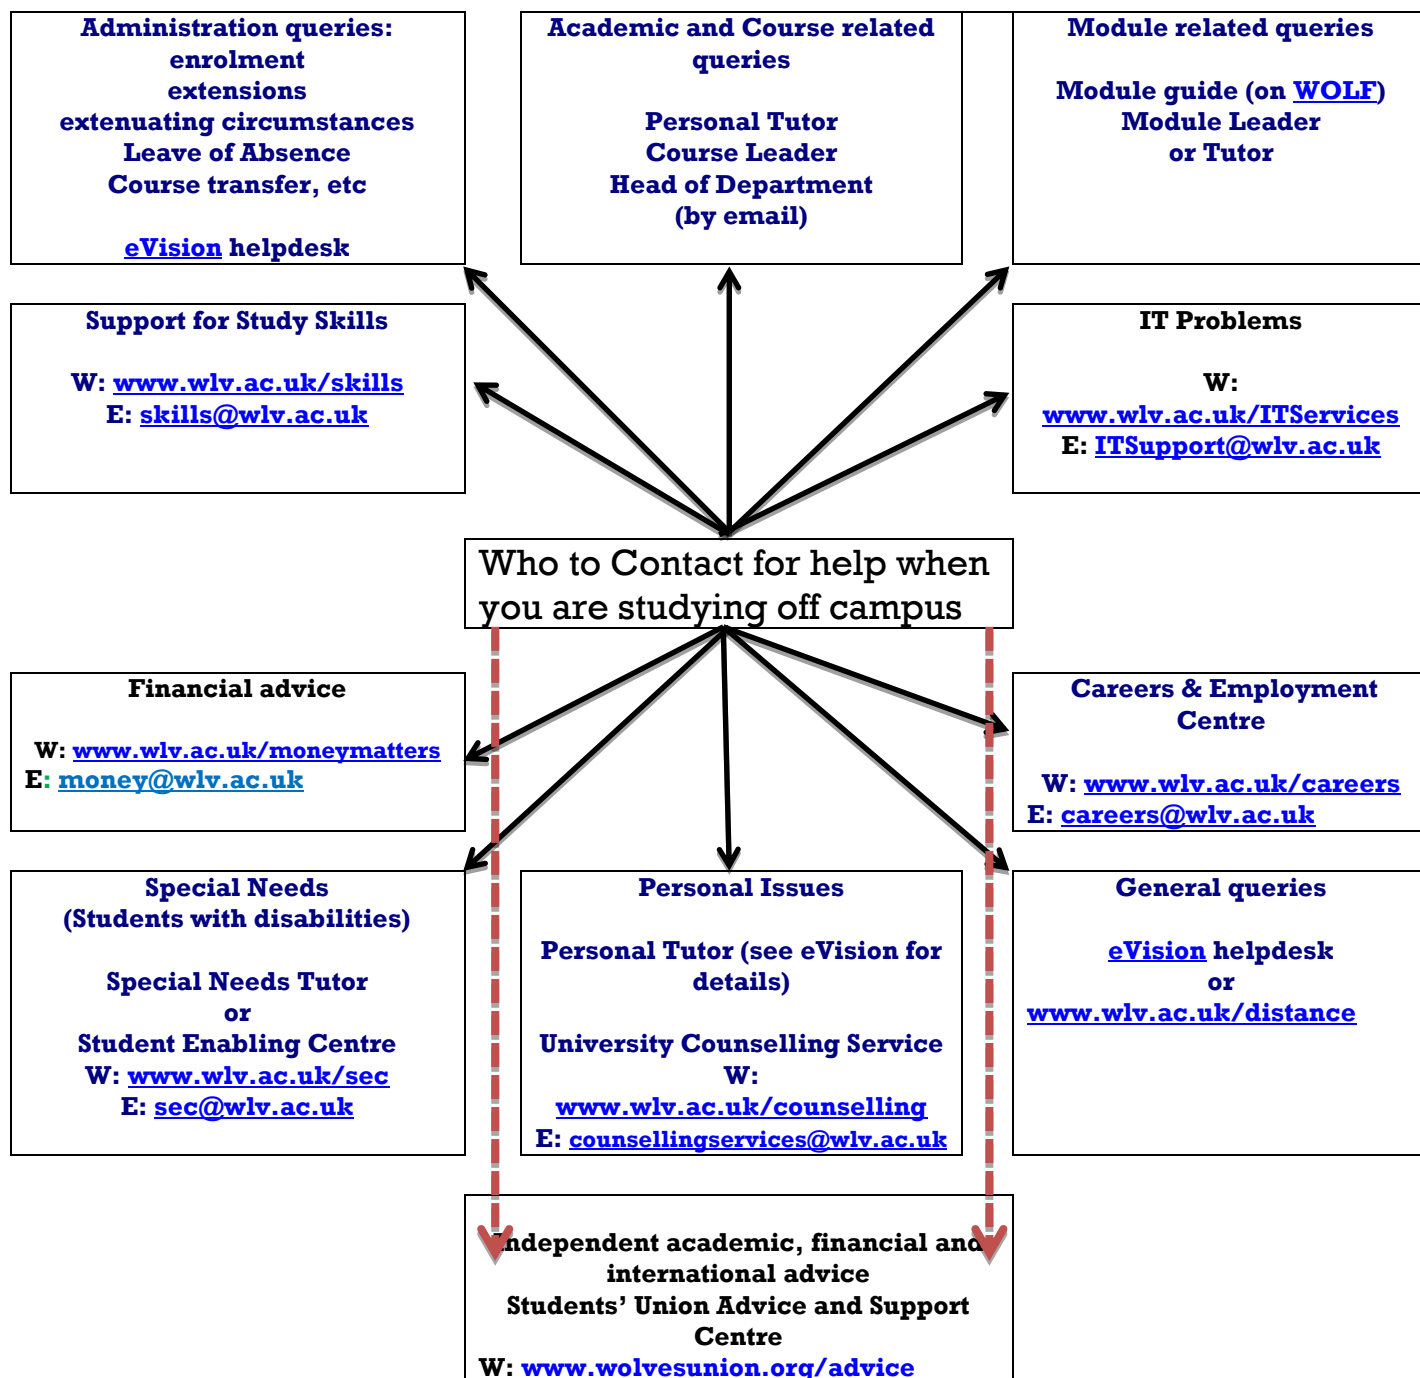 Administration queries:
enrolment
extensions
extenuating circumstances
Leave of Absence
Course transfer, etc
eVision helpdesk
Academic and Course related
queries
Personal Tutor
Course Leader
Head of Department
(by email)
Module related queries
Module guide (on WOLF)
Module Leader
or Tutor
Support for Study Skills
W: www.wlv.ac.uk/skills
E: skills@wlv.ac.uk
IT Problems
W:
www.wlv.ac.uk/ITServices
E: ITSupport@wlv.ac.uk
Who to Contact for help when
you are studying off campus
Financial advice
W: www.wlv.ac.uk/moneymatters
E: money@wlv.ac.uk
Careers & Employment
Centre
W: www.wlv.ac.uk/careers
E: careers@wlv.ac.uk
Special Needs
(Students with disabilities)
Special Needs Tutor
or
Student Enabling Centre
W: www.wlv.ac.uk/sec
E: sec@wlv.ac.uk
Personal Issues
Personal Tutor (see eVision for
details)
University Counselling Service
W:
www.wlv.ac.uk/counselling
E: counsellingservices@wlv.ac.uk
General queries
eVision helpdesk
or
www.wlv.ac.uk/distance
Independent academic, financial and
international advice
Students’ Union Advice and Support
Centre
W: www.wolvesunion.org/advice